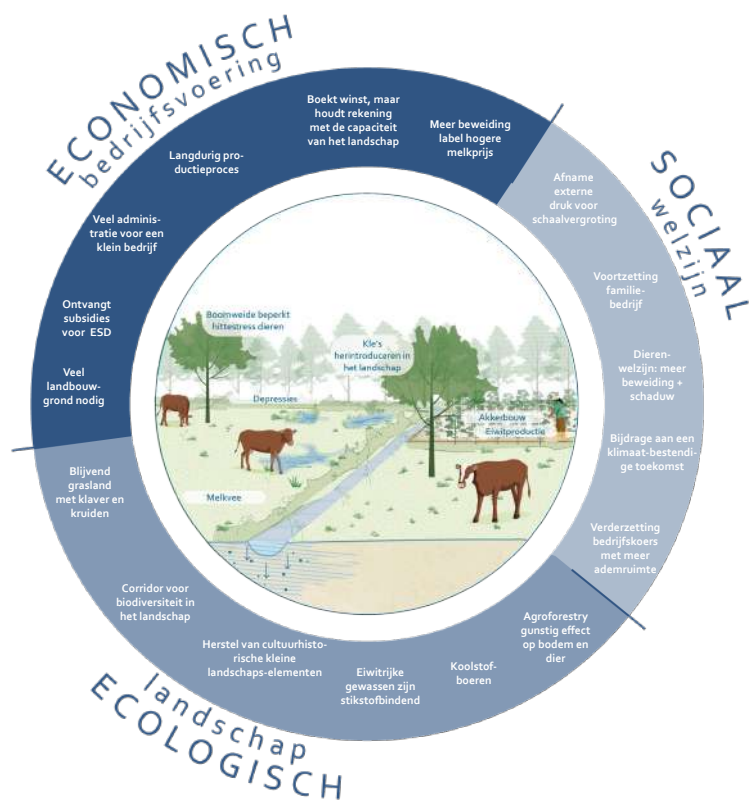 ECONOMISCH
bedrijfsvoering
Boekt winst, maar
houdt rekening
met de capaciteit
van het landschap
Meer beweiding
label hogere
melkprijs
Langdurig pro-
ductieproces
Veel adminis-
tratie voor een
klein bedrijf
Ontvangt
subsidies
voor ESD
Veel
landbouw-
grond nodig
SOCIAAL
welzijn
Afname
externe
druk voor
schaalvergroting
Voortzetting
familie-
bedrijf
Dieren-
welzijn: meer
beweiding +
schaduw
Bijdrage aan een
klimaat-bestendi-
ge toekomst
Verderzetting
bedrijfskoers
met meer
ademruimte
Boomweide beperkt
hittestress dieren
Kle's
herintroduceren in
het landschap
Depressies
Akkerbouw
Eiwitproductie
Melkvee
Blijvend
grasland
met klaver en
kruiden
Corridor voor
biodiversiteit in
het landschap
Herstel van cultuurhisto-
rische kleine
landschaps-elementen
Eiwitrijke
gewassen zijn
stikstofbindend
Koolstof-
boeren
Agroforestry
gunstig effect
op bodem en
dier
landschap
ECOLOGISCH